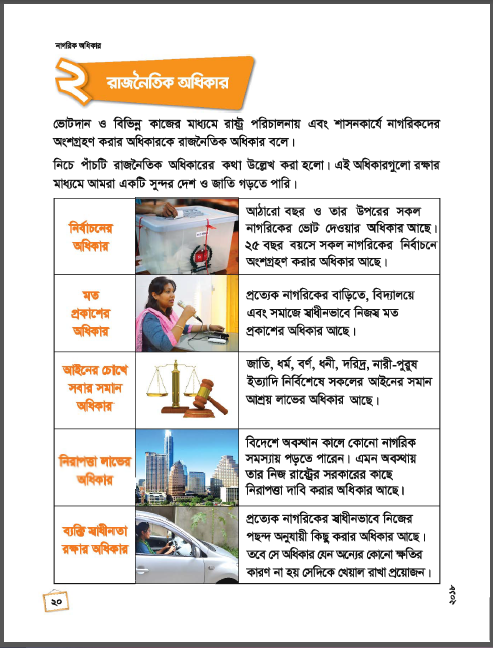 নাগরিক অধিকার
২
রাজনৈতিক অধিকার
ভোটদান ও বিভিন্ন কাজের মাধ্যমে রাষ্ট্র পরিচালনায় এবং শাসনকার্যে নাগরিকদের
অংশগ্রহণ করার অধিকারকে রাজনৈতিক অধিকার বলে।
নিচে পাঁচটি রাজনৈতিক অধিকারের কথা উল্লেখ করা হলো। এই অধিকারগুলো রক্ষার
মাধ্যমে আমরা একটি সুন্দর দেশ ও জাতি গড়তে পারি।
নির্বাচনের
অধিকার
আঠারো বছর ও তার উপরের সকল
নাগরিকের ভোট দেওয়ার অধিকার আছে।
২৫ বছর বয়সে সকল নাগরিকের নির্বাচনে
অংশগ্রহণ করার অধিকার আছে।
মত
প্রকাশের
অধিকার
প্রত্যেক নাগরিকের বাড়িতে, বিদ্যালয়ে
এবং সমাজে স্বাধীনভাবে নিজস্ব মত
প্রকাশের অধিকার আছে।
আইনের চোখে
সবার সমান
অধিকার
জাতি, ধর্ম, বর্ণ, ধনী, দরিদ্র, নারী-পুরুষ
ইত্যাদি নির্বিশেষে সকলের আইনের সমান
আশ্রয় লাভের অধিকার আছে।
নিরাপত্তা লাভের
অধিকার
বিদেশে অবস্থান কালে কোনো নাগরিক
সমস্যায় পড়তে পারেন। এমন অবস্থায়
তার নিজ রাষ্ট্রের সরকারের কাছে
নিরাপত্তা দাবি করার অধিকার আছে।
ব্যক্তি স্বাধীনতা
রক্ষার অধিকার
প্রত্যেক নাগরিকের স্বাধীনভাবে নিজের
পছন্দ অনুযায়ী কিছু করার অধিকার আছে।
তবে সে অধিকার যেন অন্যের কোনো ক্ষতির
কারণ না হয় সেদিকে খেয়াল রাখা প্রয়োজন।
২০
২০১৮